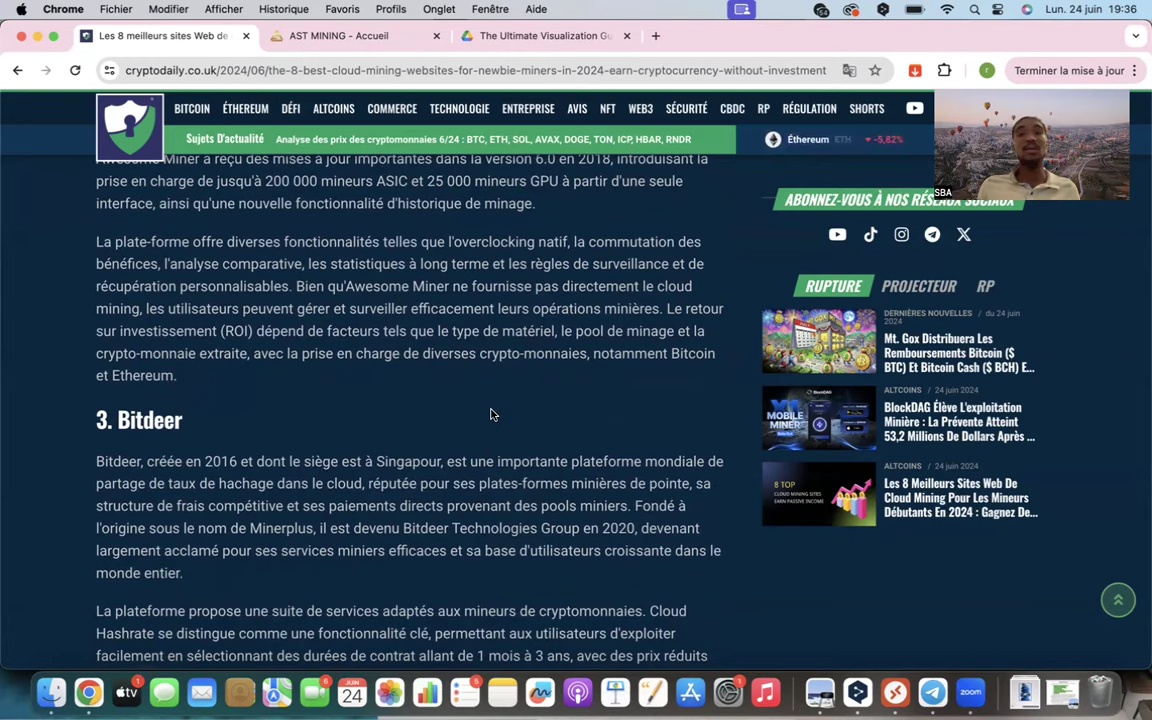 Chrome Fichier Modifier Afficher Historique Favoris Profils Onglet Fenêtre Aide Lun. 24 juin 19:36
Les 8 meilleurs sites Web de AST MINING - Accueil The Ultimate Visualization Gu
cryptodaily.co.uk/2024/06/the-8-best-cloud-mining-websites-for-newbie-miners-in-2024-earn-cryptocurrency-without-investment
Terminer la mise à jour
BITCOIN ÉTHEREUM DÉFI ALTCOINS COMMERCE TECHNOLOGIE ENTREPRISE AVIS NFT WEB3 SÉCURITÉ CBDC RP RÉGULATION SHORTS
Sujets D'actualité Analyse des prix des cryptomonnaies 6/24 : BTC, ETH, SOL, AVAX, DOGE, TON, ICP, HBAR, RNDR
Éthereum ETH -5,82%
SBA
Awesome Miner a reçu des mises à jour importantes dans la version 6.0 en 2018, introduisant la
prise en charge de jusqu'à 200 000 mineurs ASIC et 25 000 mineurs GPU à partir d'une seule
interface, ainsi qu'une nouvelle fonctionnalité d'historique de minage.
La plate-forme offre diverses fonctionnalités telles que l'overclocking natif, la commutation des
bénéfices, l'analyse comparative, les statistiques à long terme et les règles de surveillance et de
récupération personnalisables. Bien qu'Awesome Miner ne fournisse pas directement le cloud
mining, les utilisateurs peuvent gérer et surveiller efficacement leurs opérations minières. Le retour
sur investissement (ROI) dépend de facteurs tels que le type de matériel, le pool de minage et la
crypto-monnaie extraite, avec la prise en charge de diverses crypto-monnaies, notamment Bitcoin
et Ethereum.
3. Bitdeer
Bitdeer, créée en 2016 et dont le siège est à Singapour, est une importante plateforme mondiale de
partage de taux de hachage dans le cloud, réputée pour ses plates-formes minières de pointe, sa
structure de frais compétitive et ses paiements directs provenant des pools miniers. Fondé à
l'origine sous le nom de Minerplus, il est devenu Bitdeer Technologies Group en 2020, devenant
largement acclamé pour ses services miniers efficaces et sa base d'utilisateurs croissante dans le
monde entier.
La plateforme propose une suite de services adaptés aux mineurs de cryptomonnaies. Cloud
Hashrate se distingue comme une fonctionnalité clé, permettant aux utilisateurs d'exploiter
facilement en sélectionnant des durées de contrat allant de 1 mois à 3 ans, avec des prix réduits
ABONNEZ-VOUS À NOS RÉSEAUX SOCIAUX
RUPTURE PROJECTEUR RP
DERNIÈRES NOUVELLES / du 24 juin
2024
Mt. Gox Distribuera Les
Remboursements Bitcoin ($
BTC) Et Bitcoin Cash ($ BCH) E...
ALTCOINS / 24 juin 2024
BlockDAG Élève L'exploitation
Minière : La Prévente Atteint
53,2 Millions De Dollars Après ...
MOBILE
MINER
ALTCOINS / 24 juin 2024
Les 8 Meilleurs Sites Web De
Cloud Mining Pour Les Mineurs
Débutants En 2024 : Gagnez De...
8 TOP
CLOUD MINING SITES
EARN PASSIVE INCOME
JUIN
24
zoom